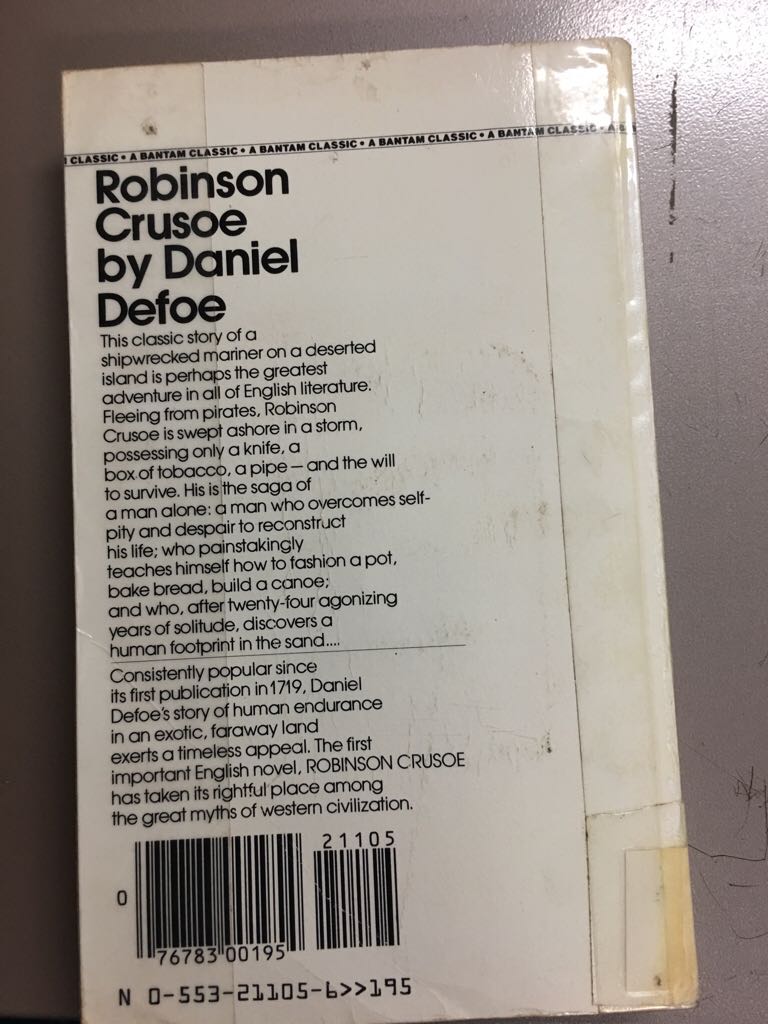 CLASSIC • A BANTAM CLASSIC • A BANTAM CLASSIC • A BANTAM CLASSIC • A BANTAM CLASSIC • A B
Robinson
Crusoe
by Daniel
Defoe
This classic story of a
shipwrecked mariner on a deserted
island is perhaps the greatest
adventure in all of English literature.
Fleeing from pirates, Robinson
Crusoe is swept ashore in a storm,
possessing only a knife, a
box of tobacco, a pipe – and the will
to survive. His is the saga of
a man alone: a man who overcomes self-
pity and despair to reconstruct
his life; who painstakingly
teaches himself how to fashion a pot,
bake bread, build a canoe;
and who, after twenty-four agonizing
years of solitude, discovers a
human footprint in the sand....
Consistently popular since
its first publication in 1719, Daniel
Defoe's story of human endurance
in an exotic, faraway land
exerts a timeless appeal. The first
important English novel, ROBINSON CRUSOE
has taken its rightful place among
the great myths of western civilization.
21105
0
76783 00195
N 0-553-21105-6>>195